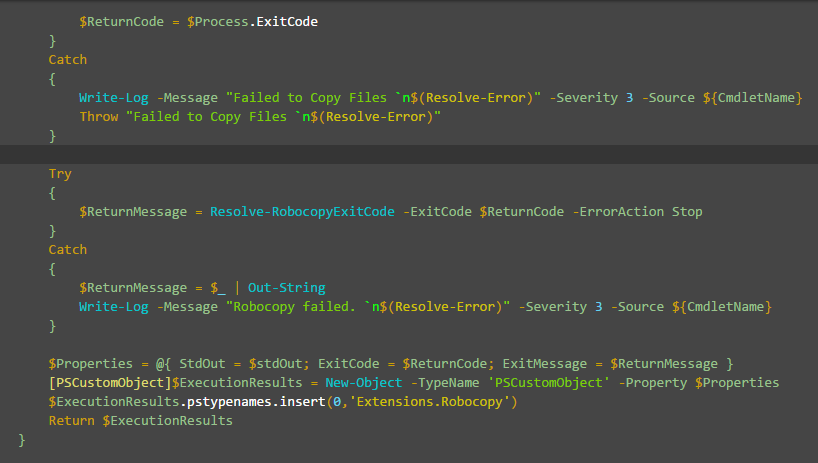 $ReturnCode = $Process.ExitCode
}
Catch
{
Write-Log -Message "Failed to Copy Files `n$(Resolve-Error)" -Severity 3 -Source ${CmdletName}
Throw "Failed to Copy Files `n$(Resolve-Error)"
}
Try
{
$ReturnMessage = Resolve-RobocopyExitCode -ExitCode $ReturnCode -ErrorAction Stop
}
Catch
{
$ReturnMessage = $_ | Out-String
Write-Log -Message "Robocopy failed. `n$(Resolve-Error)" -Severity 3 -Source ${CmdletName}
}
$Properties = @{ StdOut = $stdOut; ExitCode = $ReturnCode; ExitMessage = $ReturnMessage }
[PSCustomObject]$ExecutionResults = New-Object -TypeName 'PSCustomObject' -Property $Properties
$ExecutionResults.pstypenames.insert(0,'Extensions.Robocopy')
Return $ExecutionResults
}